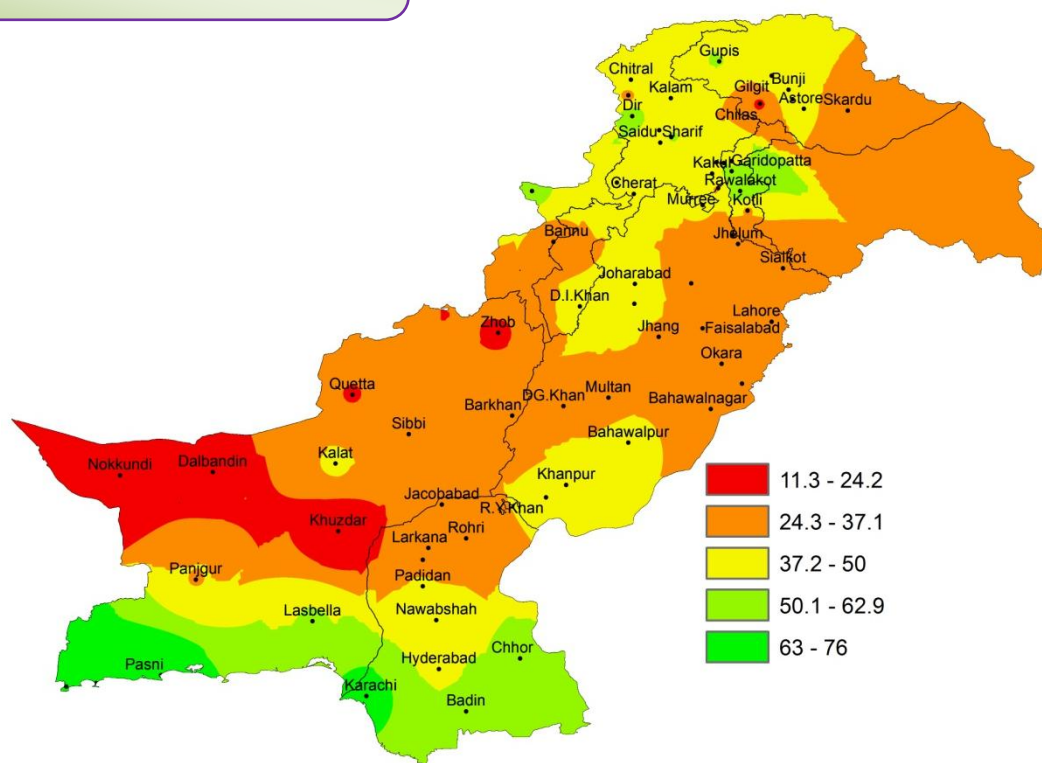 Gupis
Chitral
Bunji
Kalam
Gilgit
Astore
Skardu
Dir
Chilas
Saidu Sharif
Kakul
Garidopatta
Cherat
Rawalakot
Murree
Kotli
Bannu
Jhelum
Sialkot
Joharabad
D.I.Khan
Lahore
Zhob
Jhang
Faisalabad
Okara
Quetta
DG.Khan
Multan
Barkhan
Bahawalnagar
Sibbi
Bahawalpur
Nokkundi
Dalbandin
Kalat
Khanpur
11.3 - 24.2
Jacobabad
R.Y.Khan
24.3 - 37.1
Khuzdar
Rohri
Larkana
37.2 - 50
Panjgur
Padidan
50.1 - 62.9
Lasbella
Nawabshah
63 - 76
Chhor
Pasni
Hyderabad
Karachi
Badin